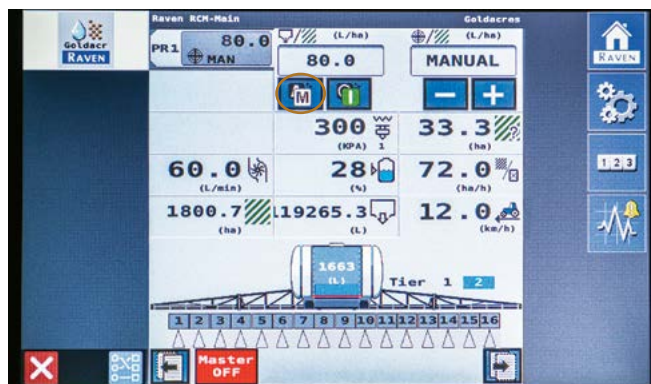 Goldacr
RAVEN
Raven RCM-Main
Goldacres
PR1 80.0
MAN
(L/ha)
80.0
(L/ha)
MANUAL
M
RAVEN
300
(KPA) 1
33.3
?
(ha)
60.0
(L/min)
28
(%)
72.0
(ha/h)
1 2 3
1800.7
(ha)
119265.3
(L)
12.0
(km/h)
1663
(L)
Tier 1 2
1 2 3 4 5 6 7 8 9 10 11 12 13 14 15 16
Master
OFF